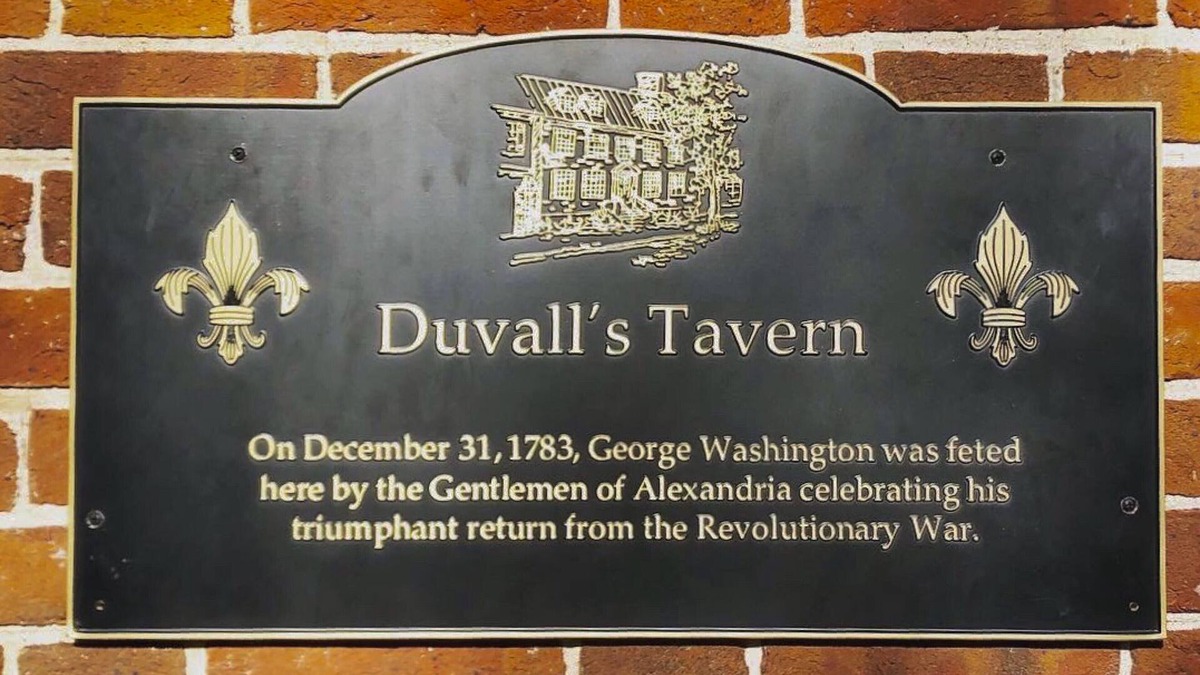 Duvall's Tavern
On December 31, 1783, George Washington was feted
here by the Gentlemen of Alexandria celebrating his
triumphant return from the Revolutionary War.